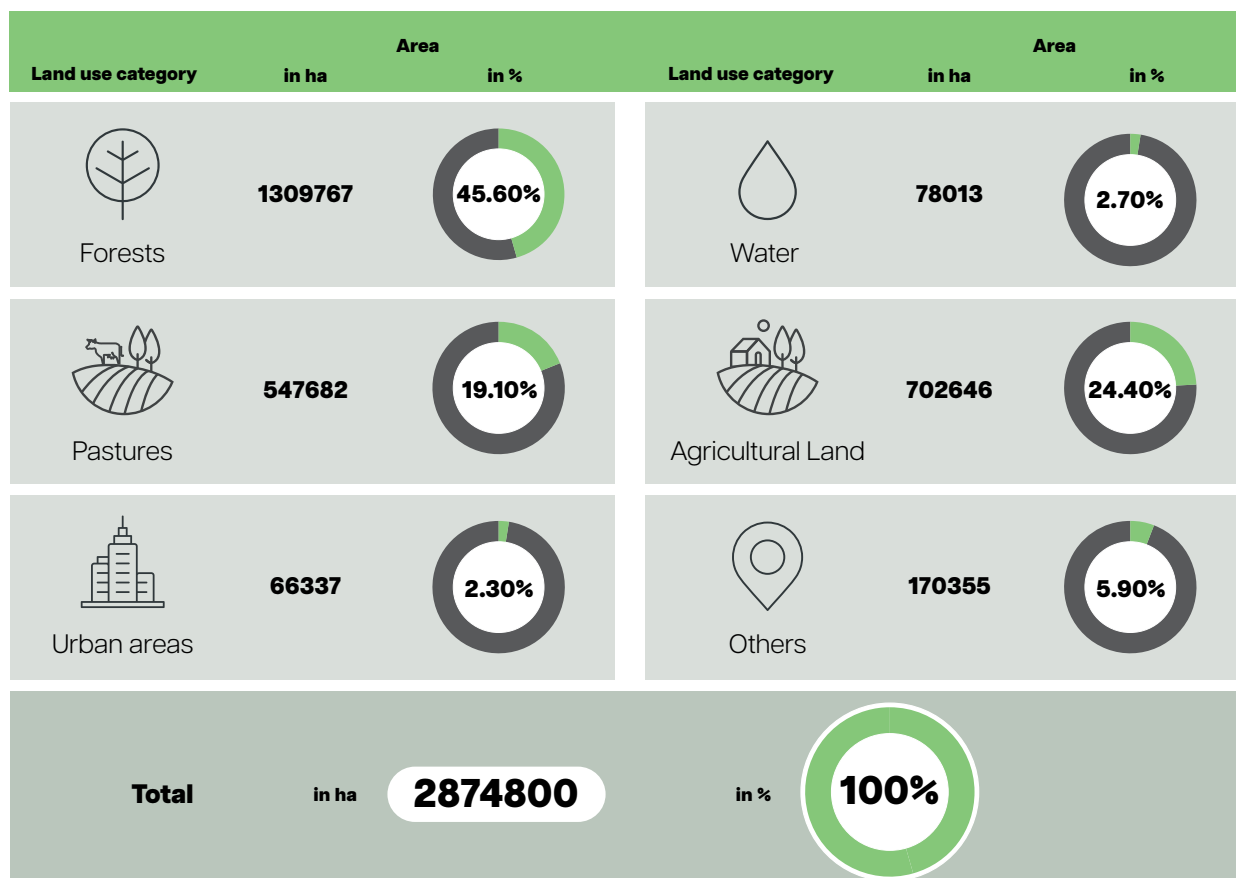 Area
Land use category in ha in %
Area
Land use category in ha in %
1309767 45.60%
Forests
78013 2.70%
Water
547682 19.10%
Pastures
702646 24.40%
Agricultural Land
66337 2.30%
Urban areas
170355 5.90%
Others
Total in ha 2874800 in % 100%